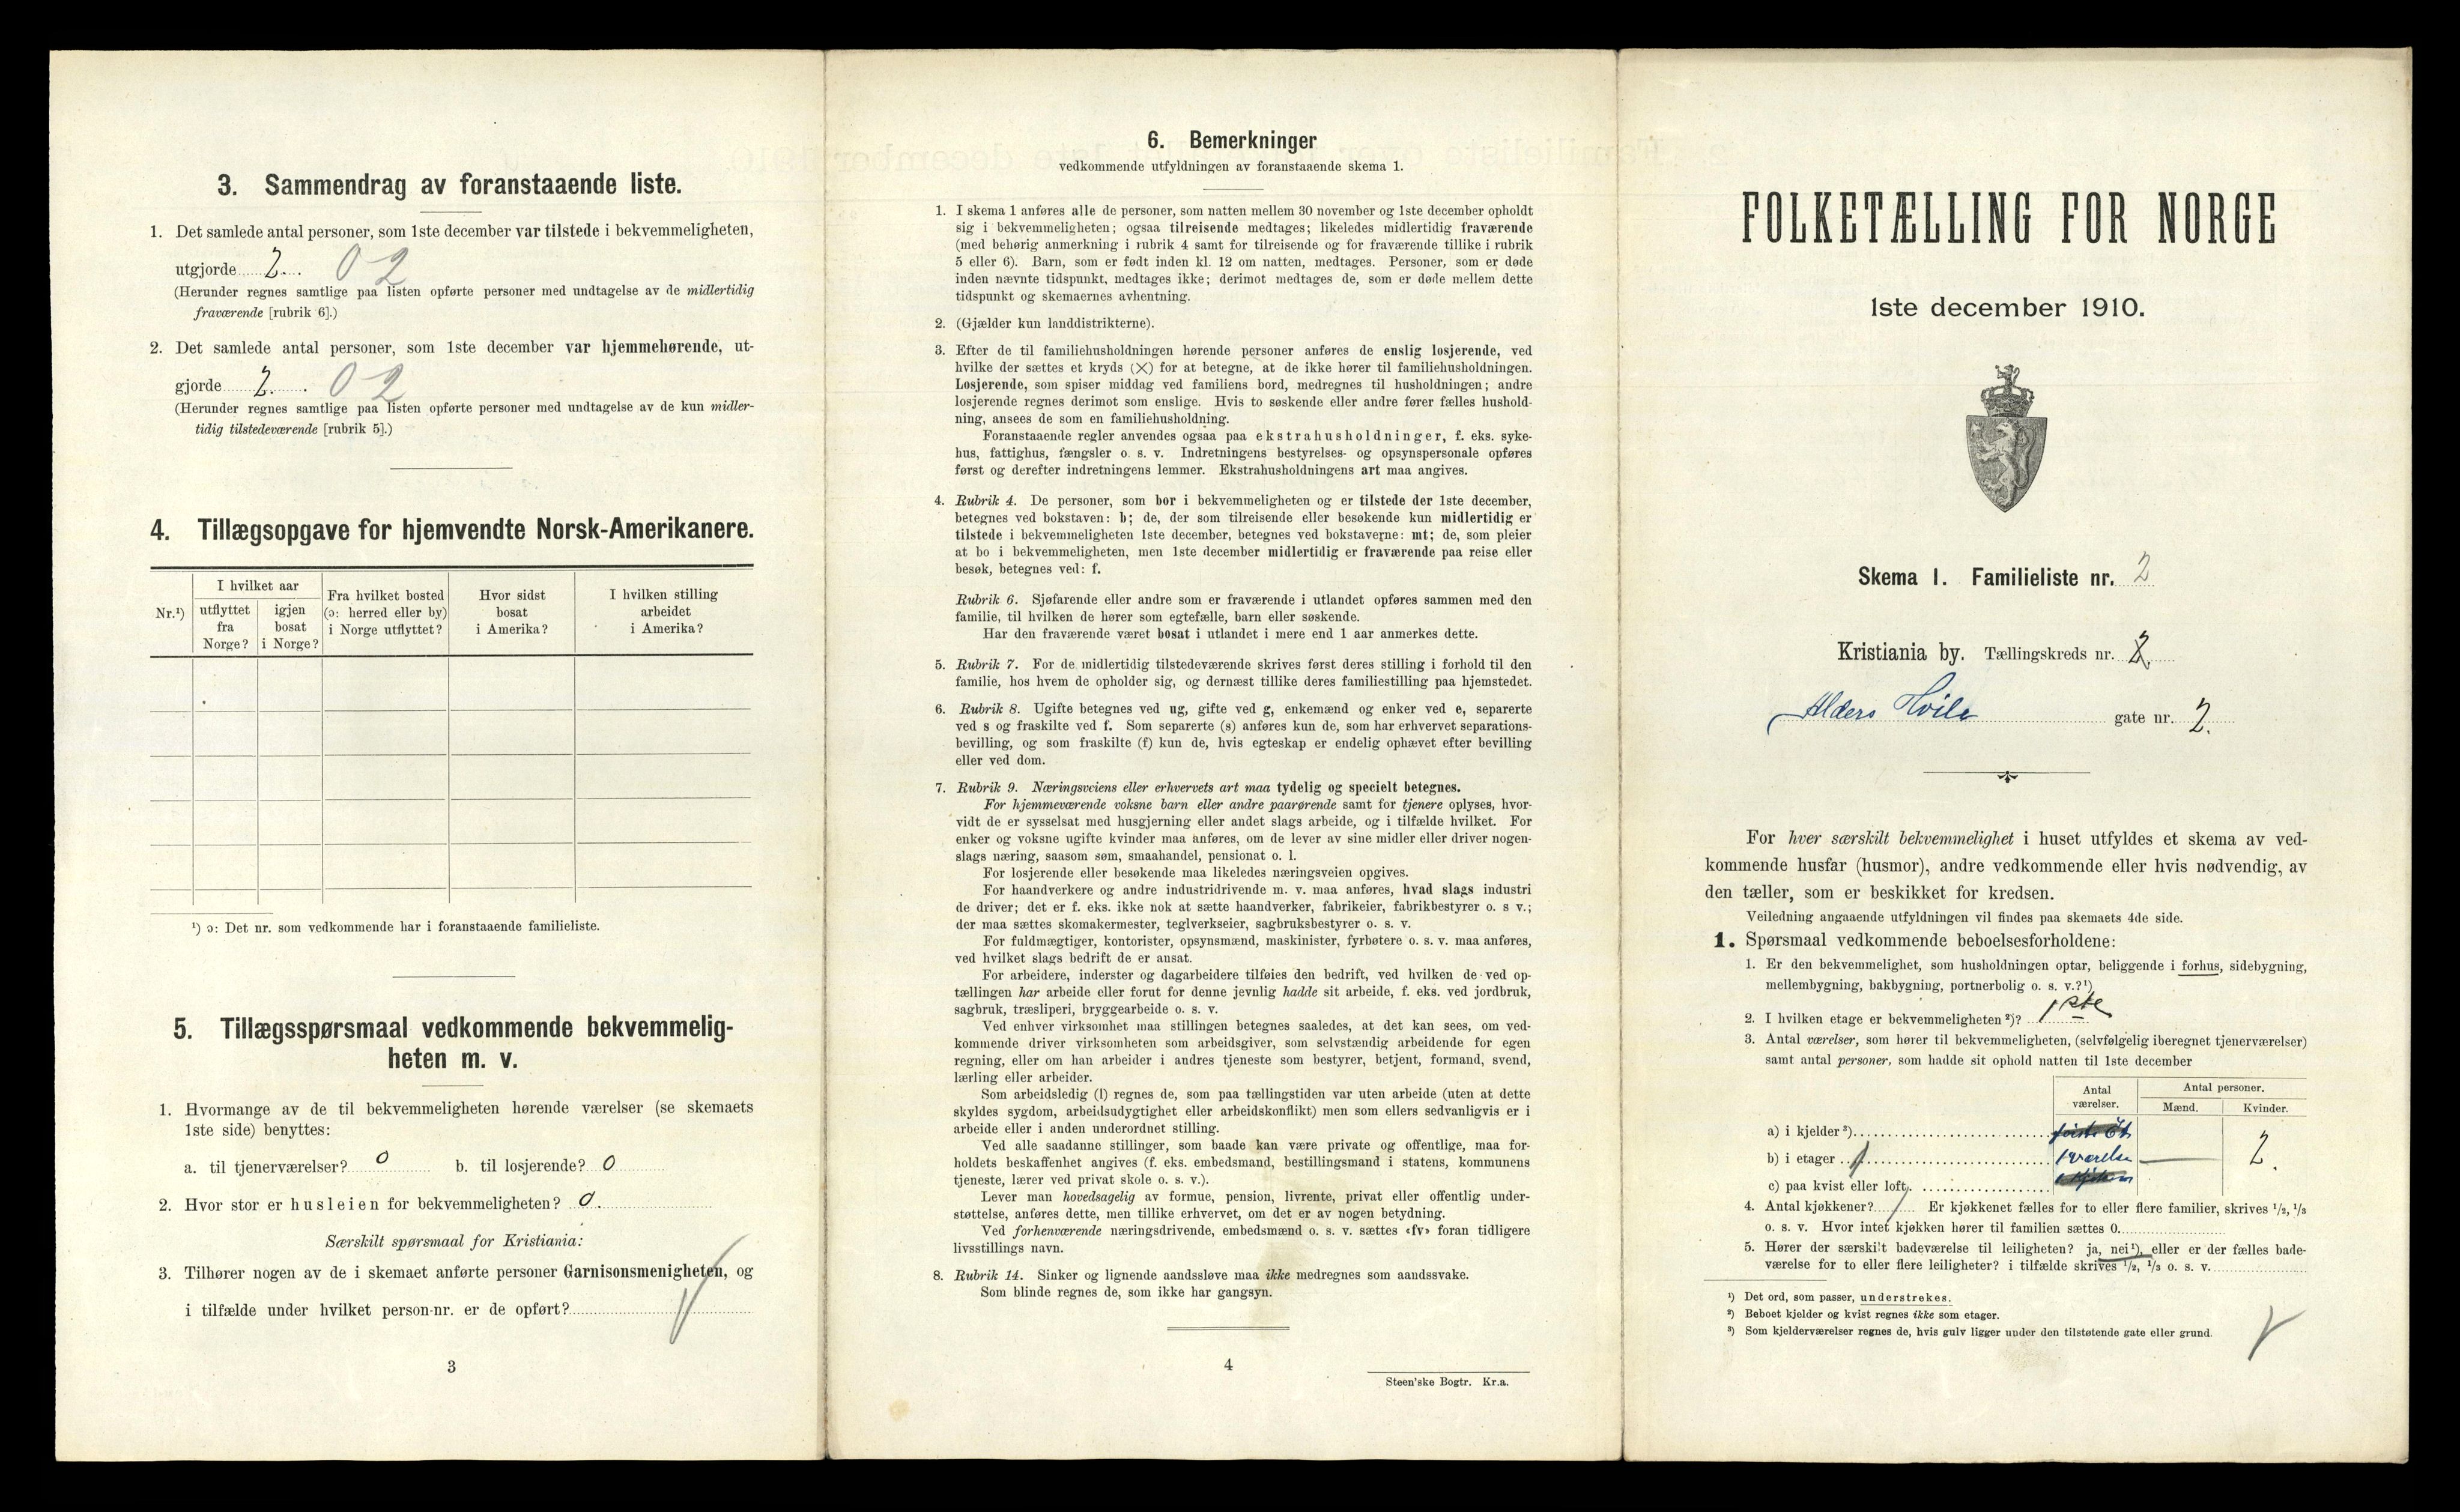 3. Sammendrag av foranstaaende liste.
1. Det samlede antal personer, som 1ste december var tilstede i bekvemmeligheten,
utgjorde 2. 02
(Herunder regnes samtlige paa listen opførte personer med undtagelse av de midlertidig
fraværende [rubrik 6].)
2. Det samlede antal personer, som 1ste december var hjemmehørende, ut-
gjorde 2. 02
(Herunder regnes samtlige paa listen opførte personer med undtagelse av de kun midler-
tidig tilstedeværende [rubrik 5].)
4. Tillægsopgave for hjemvendte Norsk-Amerikanere.
Nr.¹)
I hvilket aar
utflyttet fra Norge?
igjen bosat i Norge?
Fra hvilket bosted (ɔ: herred eller by) i Norge utflyttet?
Hvor sidst bosat i Amerika?
I hvilken stilling arbeidet i Amerika?
¹) ɔ: Det nr. som vedkommende har i foranstaaende familieliste.
5. Tillægsspørsmaal vedkommende bekvemmelig-
heten m. v.
1. Hvormange av de til bekvemmeligheten hørende værelser (se skemaets
1ste side) benyttes:
a. til tjenerværelser? 0 b. til losjerende? 0
2. Hvor stor er husleien for bekvemmeligheten? 0.
Særskilt spørsmaal for Kristiania:
3. Tilhører nogen av de i skemaet anførte personer Garnisonsmenigheten, og
i tilfælde under hvilket person-nr. er de opført?
3
6. Bemerkninger
vedkommende utfyldningen av foranstaaende skema 1.
1. I skema 1 anføres alle de personer, som natten mellem 30 november og 1ste december opholdt
sig i bekvemmeligheten; ogsaa tilreisende medtages; likeledes midlertidig fraværende
(med behørig anmerkning i rubrik 4 samt for tilreisende og for fraværende tillike i rubrik
5 eller 6). Barn, som er født inden kl. 12 om natten, medtages. Personer, som er døde
inden nævnte tidspunkt, medtages ikke; derimot medtages de, som er døde mellem dette
tidspunkt og skemaernes avhentning.
2. (Gjælder kun landdistrikterne).
3. Efter de til familiehusholdningen hørende personer anføres de enslig losjerende, ved
hvilke der sættes et kryds (×) for at betegne, at de ikke hører til familiehusholdningen.
Losjerende, som spiser middag ved familiens bord, medregnes til husholdningen; andre
losjerende regnes derimot som enslige. Hvis to søskende eller andre fører fælles hushold-
ning, ansees de som en familiehusholdning.
Foranstaaende regler anvendes ogsaa paa ekstrahusholdninger, f. eks. syke-
hus, fattighus, fængsler o. s. v. Indretningens bestyrelses- og opsynspersonale opføres
først og derefter indretningens lemmer. Ekstrahusholdningens art maa angives.
4. Rubrik 4. De personer, som bor i bekvemmeligheten og er tilstede der 1ste december,
betegnes ved bokstaven: b; de, der som tilreisende eller besøkende kun midlertidig er
tilstede i bekvemmeligheten 1ste december, betegnes ved bokstaverne: mt; de, som pleier
at bo i bekvemmeligheten, men 1ste december midlertidig er fraværende paa reise eller
besøk, betegnes ved: f.
Rubrik 6. Sjøfarende eller andre som er fraværende i utlandet opføres sammen med den
familie, til hvilken de hører som egtefælle, barn eller søskende.
Har den fraværende været bosat i utlandet i mere end 1 aar anmerkes dette.
5. Rubrik 7. For de midlertidig tilstedeværende skrives først deres stilling i forhold til den
familie, hos hvem de opholder sig, og dernæst tillike deres familiestilling paa hjemstedet.
6. Rubrik 8. Ugifte betegnes ved ug, gifte ved g, enkemænd og enker ved e, separerte
ved s og fraskilte ved f. Som separerte (s) anføres kun de, som har erhvervet separations-
bevilling, og som fraskilte (f) kun de, hvis egteskap er endelig ophævet efter bevilling
eller ved dom.
7. Rubrik 9. Næringsveiens eller erhvervets art maa tydelig og specielt betegnes.
For hjemmeværende voksne barn eller andre paarørende samt for tjenere oplyses, hvor-
vidt de er sysselsat med husgjerning eller andet slags arbeide, og i tilfælde hvilket. For
enker og voksne ugifte kvinder maa anføres, om de lever av sine midler eller driver nogen-
slags næring, saasom søm, smaahandel, pensionat o. l.
For losjerende eller besøkende maa likeledes næringsveien opgives.
For haandverkere og andre industridrivende m. v. maa anføres, hvad slags industri
de driver; det er f. eks. ikke nok at sætte haandverker, fabrikeier, fabrikbestyrer o. s v.;
der maa sættes skomakermester, teglverkseier, sagbruksbestyrer o. s. v.
For fuldmægtiger, kontorister, opsynsmænd, maskinister, fyrbøtere o. s. v. maa anføres,
ved hvilket slags bedrift de er ansat.
For arbeidere, inderster og dagarbeidere tilføies den bedrift, ved hvilken de ved op-
tællingen har arbeide eller forut for denne jevnlig hadde sit arbeide, f. eks. ved jordbruk,
sagbruk, træsliperi, bryggearbeide o. s. v.
Ved enhver virksomhet maa stillingen betegnes saaledes, at det kan sees, om ved-
kommende driver virksomheten som arbeidsgiver, som selvstændig arbeidende for egen
regning, eller om han arbeider i andres tjeneste som bestyrer, betjent, formand, svend,
lærling eller arbeider.
Som arbeidsledig (l) regnes de, som paa tællingstiden var uten arbeide (uten at dette
skyldes sygdom, arbeidsudygtighet eller arbeidskonflikt) men som ellers sedvanligvis er i
arbeide eller i anden underordnet stilling.
Ved alle saadanne stillinger, som baade kan være private og offentlige, maa for-
holdets beskaffenhet angives (f. eks. embedsmand, bestillingsmand i statens, kommunens
tjeneste, lærer ved privat skole o. s. v.).
Lever man hovedsagelig av formue, pension, livrente, privat eller offentlig under-
støttelse, anføres dette, men tillike erhvervet, om det er av nogen betydning.
Ved forhenværende næringsdrivende, embedsmænd o. s. v. sættes «fv» foran tidligere
livsstillings navn.
8. Rubrik 14. Sinker og lignende aandssløve maa ikke medregnes som aandssvake.
Som blinde regnes de, som ikke har gangsyn.
4
Steen'ske Bogtr. Kr.a.
FOLKETÆLLING FOR NORGE
1ste december 1910.
Skema 1. Familieliste nr. 2
Kristiania by. Tællingskreds nr. 2.
Alders Hvile gate nr. 2.
For hver særskilt bekvemmelighet i huset utfyldes et skema av ved-
kommende husfar (husmor), andre vedkommende eller hvis nødvendig, av
den tæller, som er beskikket for kredsen.
Veiledning angaaende utfyldningen vil findes paa skemaets 4de side.
1. Spørsmaal vedkommende beboelsesforholdene:
1. Er den bekvemmelighet, som husholdningen optar, beliggende i forhus, sidebygning,
mellembygning, bakbygning, portnerbolig o. s. v.?¹)
2. I hvilken etage er bekvemmeligheten ²)? 1ste
3. Antal værelser, som hører til bekvemmeligheten, (selvfølgelig iberegnet tjenerværelser)
samt antal personer, som hadde sit ophold natten til 1ste december
Antal værelser.
Antal personer.
Mænd. Kvinder.
a) i kjelder ³)
b) i etager 1 1 værelse — 2.
c) paa kvist eller loft
4. Antal kjøkkener? 1 Er kjøkkenet fælles for to eller flere familier, skrives ¹/₂, ¹/₃
o. s. v. Hvor intet kjøkken hører til familien sættes 0.
5. Hører der særskilt badeværelse til leiligheten? ja, nei¹), eller er der fælles bade-
værelse for to eller flere leiligheter? i tilfælde skrives ¹/₂, ¹/₃ o. s. v.
¹) Det ord, som passer, understrekes.
²) Beboet kjelder og kvist regnes ikke som etager.
³) Som kjelderværelser regnes de, hvis gulv ligger under den tilstøtende gate eller grund.